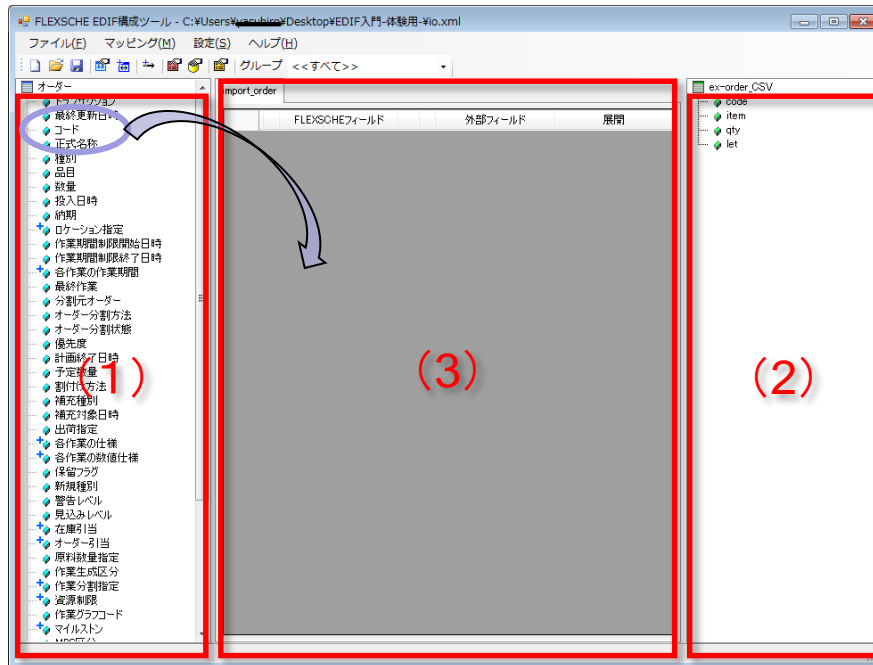 FLEXSCHE EDIF構成ツール - C:¥Users¥yasuhiro¥Desktop¥EDIF入門-体験用-¥io.xml
ファイル(F) マッピング(M) 設定(S) ヘルプ(H)
グループ <<すべて>>
オーダー
トランザクション
最終更新日時
コード
正式名称
種別
品目
数量
投入日時
納期
ロケーション指定
作業期間制限開始日時
作業期間制限終了日時
各作業の作業期間
最終作業
分割元オーダー
オーダー分割方法
オーダー分割状態
優先度
計画終了日時
予定数量
割付け方法
補充種別
補充対象日時
出荷指定
各作業の仕様
各作業の数値仕様
保留フラグ
新規種別
警告レベル
見込みレベル
在庫引当
オーダー引当
原料数量指定
作業生成区分
作業分割指定
資源制限
作業グラフコード
マイルストン
(1)
import_order
FLEXSCHEフィールド 外部フィールド 展開
(3)
ex-order_CSV
code
item
qty
let
(2)